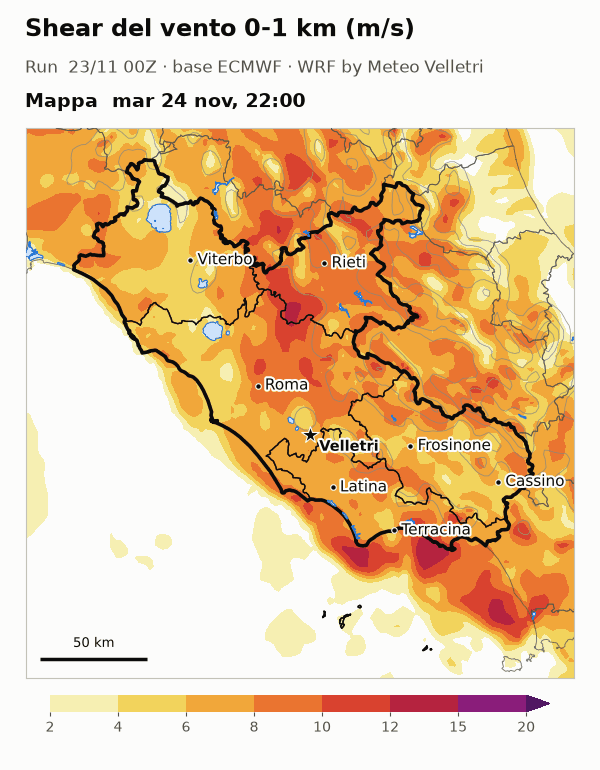 Shear del vento 0-1 km (m/s)
Run  23/11 00Z · base ECMWF · WRF by Meteo Velletri
Mappa  mar 24 nov, 22:00
Viterbo
Rieti
Roma
Velletri
Frosinone
Latina
Cassino
Terracina
50 km
2 4 6 8 10 12 15 20